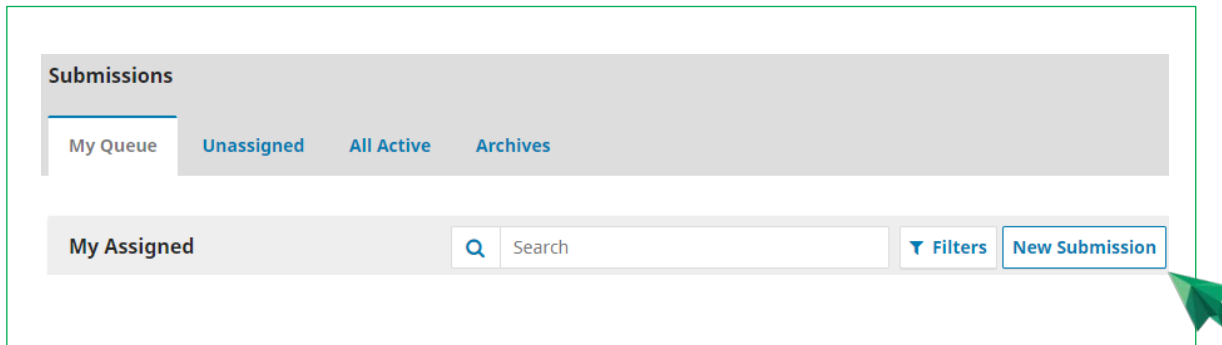 Submissions
My Queue Unassigned All Active Archives
My Assigned Search Filters New Submission